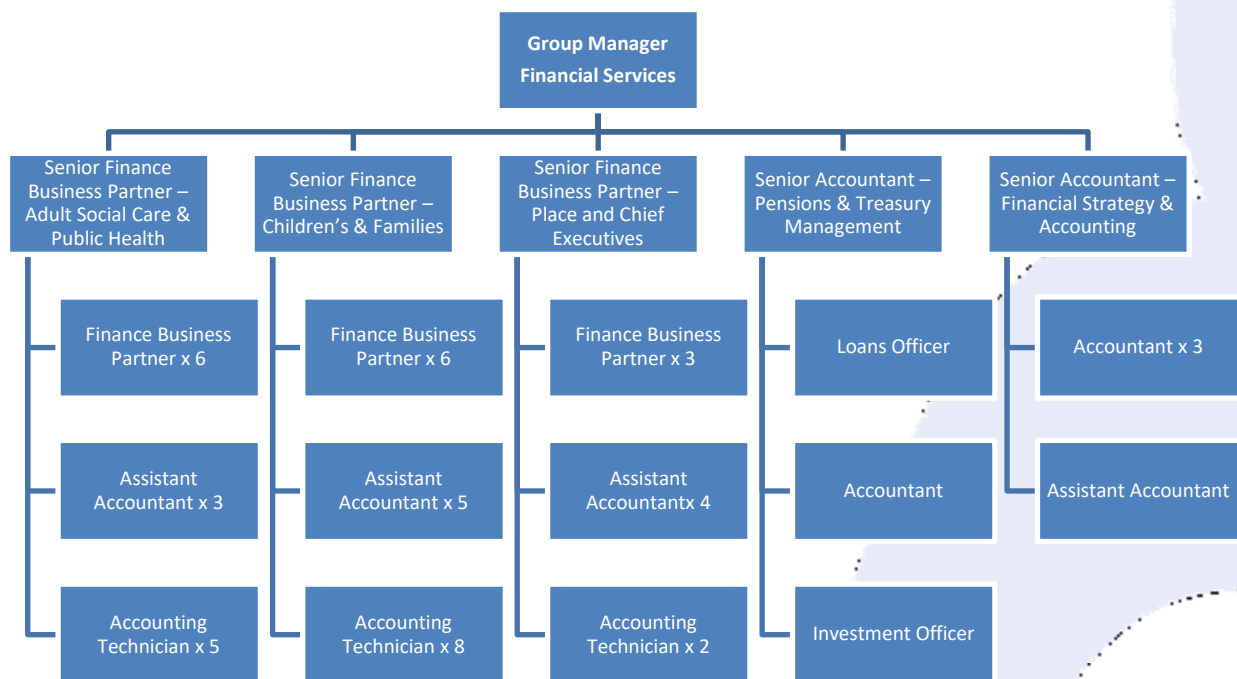 Group Manager
Financial Services
Senior Finance
Business Partner –
Adult Social Care &
Public Health
Senior Finance
Business Partner –
Children’s & Families
Senior Finance
Business Partner –
Place and Chief
Executives
Senior Accountant –
Pensions & Treasury
Management
Senior Accountant –
Financial Strategy &
Accounting
Finance Business
Partner x 6
Finance Business
Partner x 6
Finance Business
Partner x 3
Loans Officer
Accountant x 3
Assistant
Accountant x 3
Assistant
Accountant x 5
Assistant
Accountantx 4
Accountant
Assistant Accountant
Accounting
Technician x 5
Accounting
Technician x 8
Accounting
Technician x 2
Investment Officer